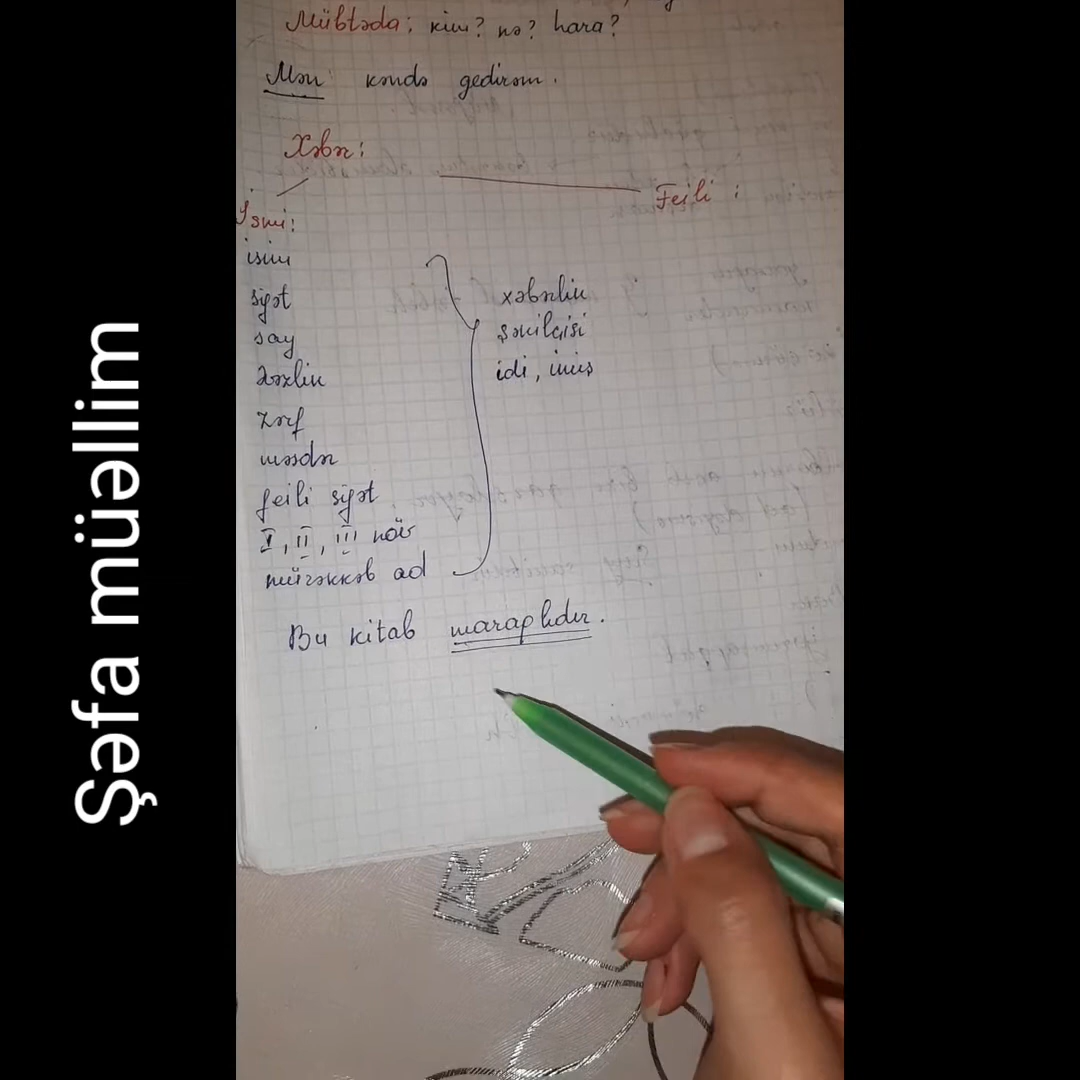 Mübtəda: kim? nə? hara?
Mən kəndə gedirəm.
Xəbər:
İsmi:
Feili:
isim
sifət
say
əvəzlik
zərf
məsdər
feili sifət
I, II, III növ
mürəkkəb ad
xəbərlik
şəkilçisi
idi, imiş
Bu kitab maraqlıdır.
Şəfa müəllim